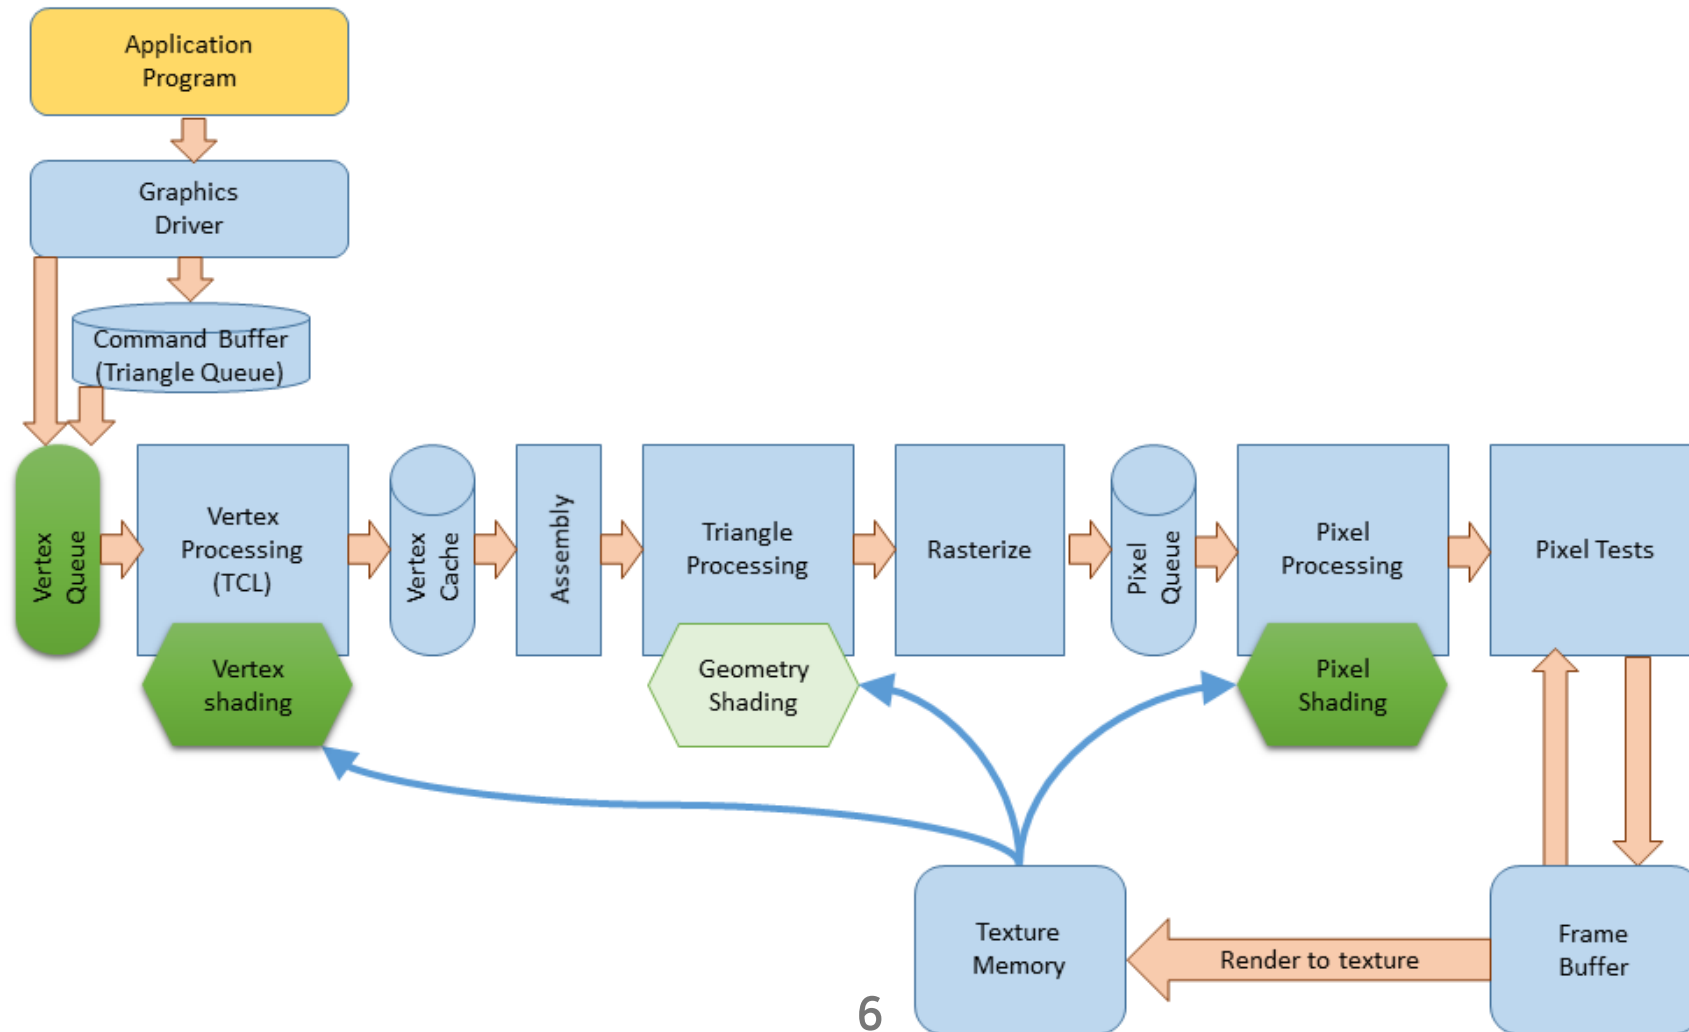 Application
Program
Graphics
Driver
Command Buffer
(Triangle Queue)
Vertex
Queue
Vertex
Processing
(TCL)
Vertex
Cache
Assembly
Triangle
Processing
Rasterize
Pixel
Queue
Pixel
Processing
Pixel Tests
Vertex
shading
Geometry
Shading
Pixel
Shading
Texture
Memory
Render to texture
Frame
Buffer
6